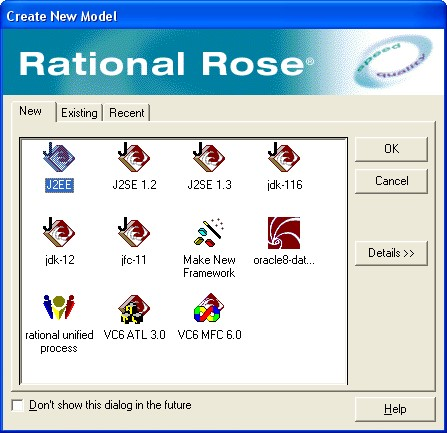 Create New Model
Rational Rose®
speed
quality
New Existing Recent
J2EE J2SE 1.2 J2SE 1.3 jdk-116
jdk-12 jfc-11 Make New Framework oracle8-dat...
rational unified process VC6 ATL 3.0 VC6 MFC 6.0
OK
Cancel
Details >>
Don't show this dialog in the future
Help